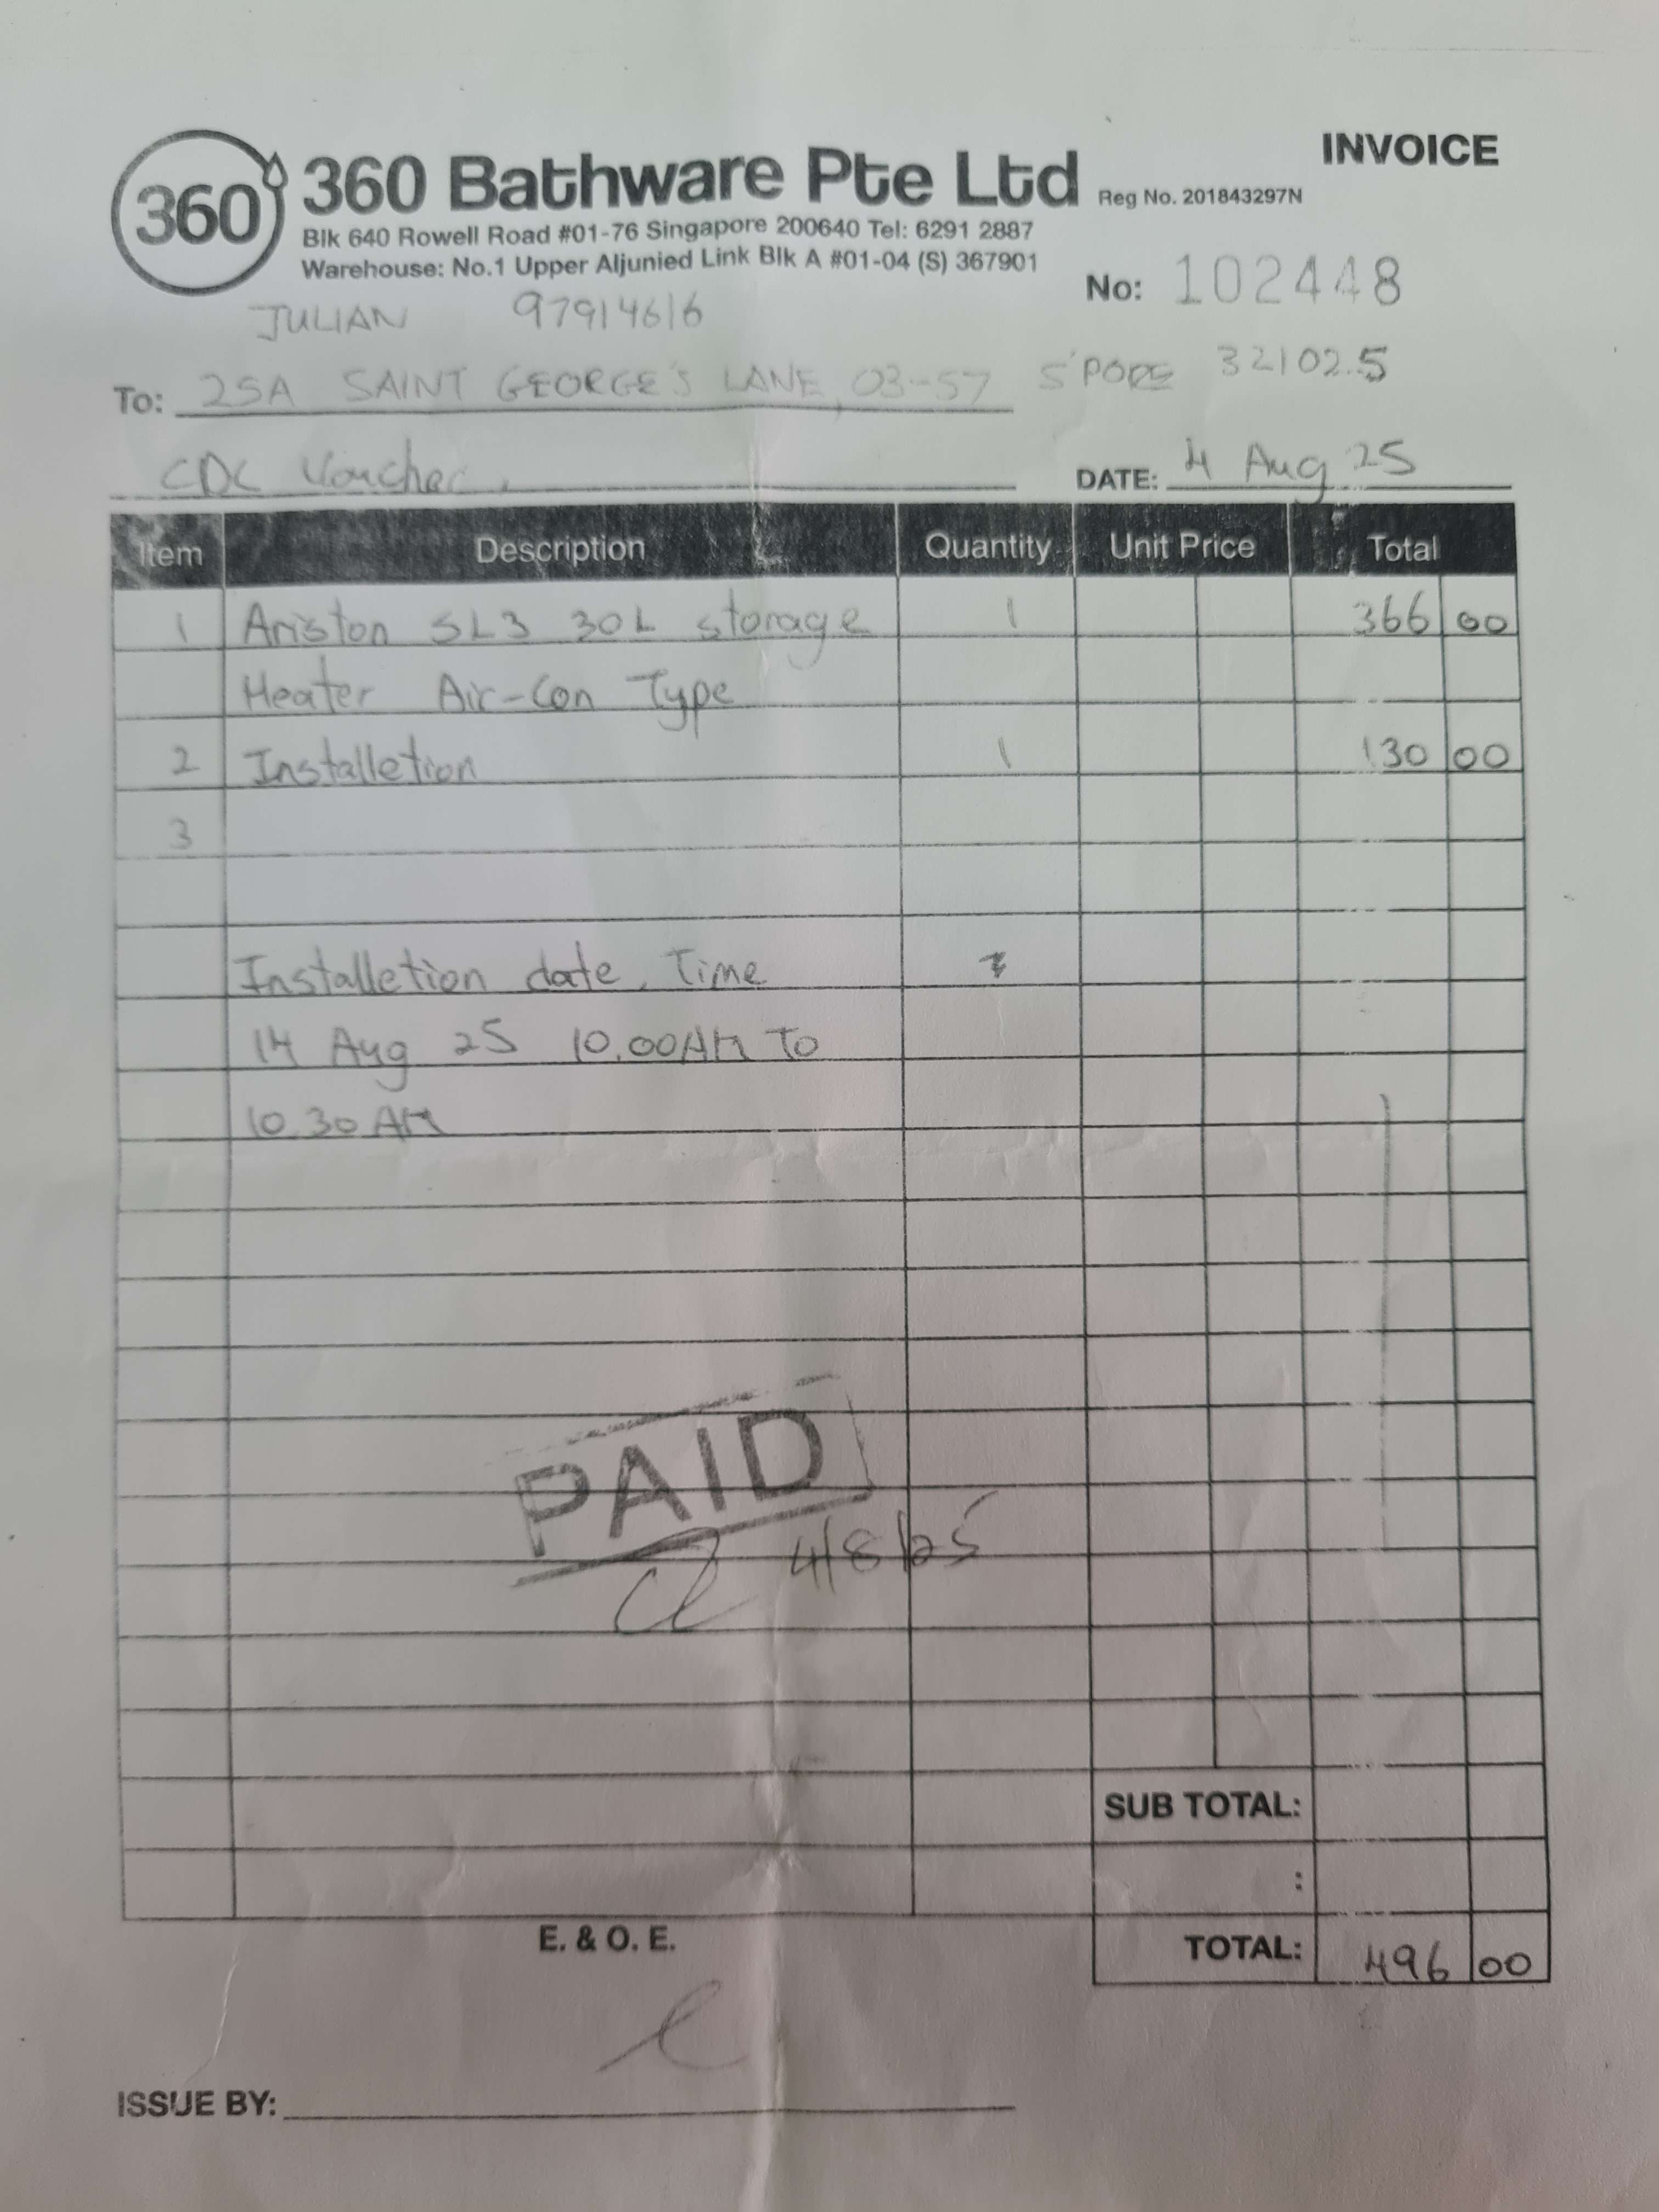 INVOICE
360
360 Bathware Pte Ltd Reg No. 201843297N
Blk 640 Rowell Road #01-76 Singapore 200640 Tel: 6291 2887
Warehouse: No.1 Upper Aljunied Link Blk A #01-04 (S) 367901
No: 102448
JULIAN 97914616
To: 25A SAINT GEORGE'S LANE, 03-57 S'PORE 321025
CDC Voucher
DATE: 4 Aug 25
Item Description Quantity Unit Price Total
1 Ariston SL3 30L storage 1 366 00
Heater Air-Con Type
2 Installetion 1 130 00
3
Installetion date, Time
14 Aug 25 10.00AM To
10.30 AM
PAID
4/8/25
SUB TOTAL:
:
E. & O. E.
TOTAL: 496 00
ISSUE BY: